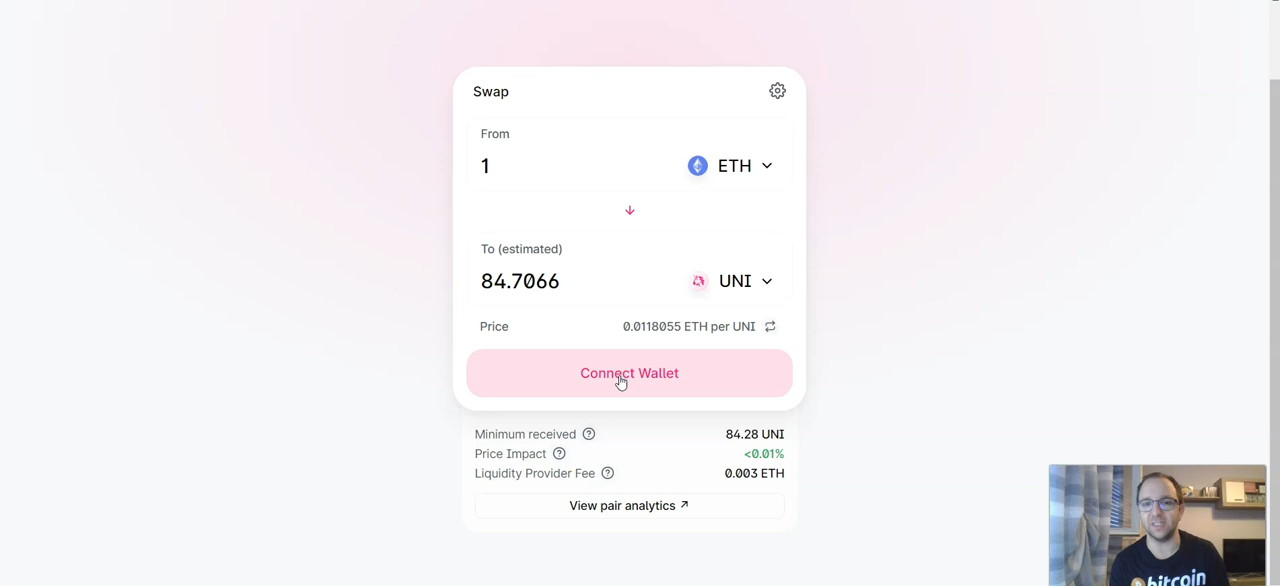 Swap
From
1 ETH
To (estimated)
84.7066 UNI
Price 0.0118055 ETH per UNI
Connect Wallet
Minimum received 84.28 UNI
Price Impact <0.01%
Liquidity Provider Fee 0.003 ETH
View pair analytics ↗
bitcoin